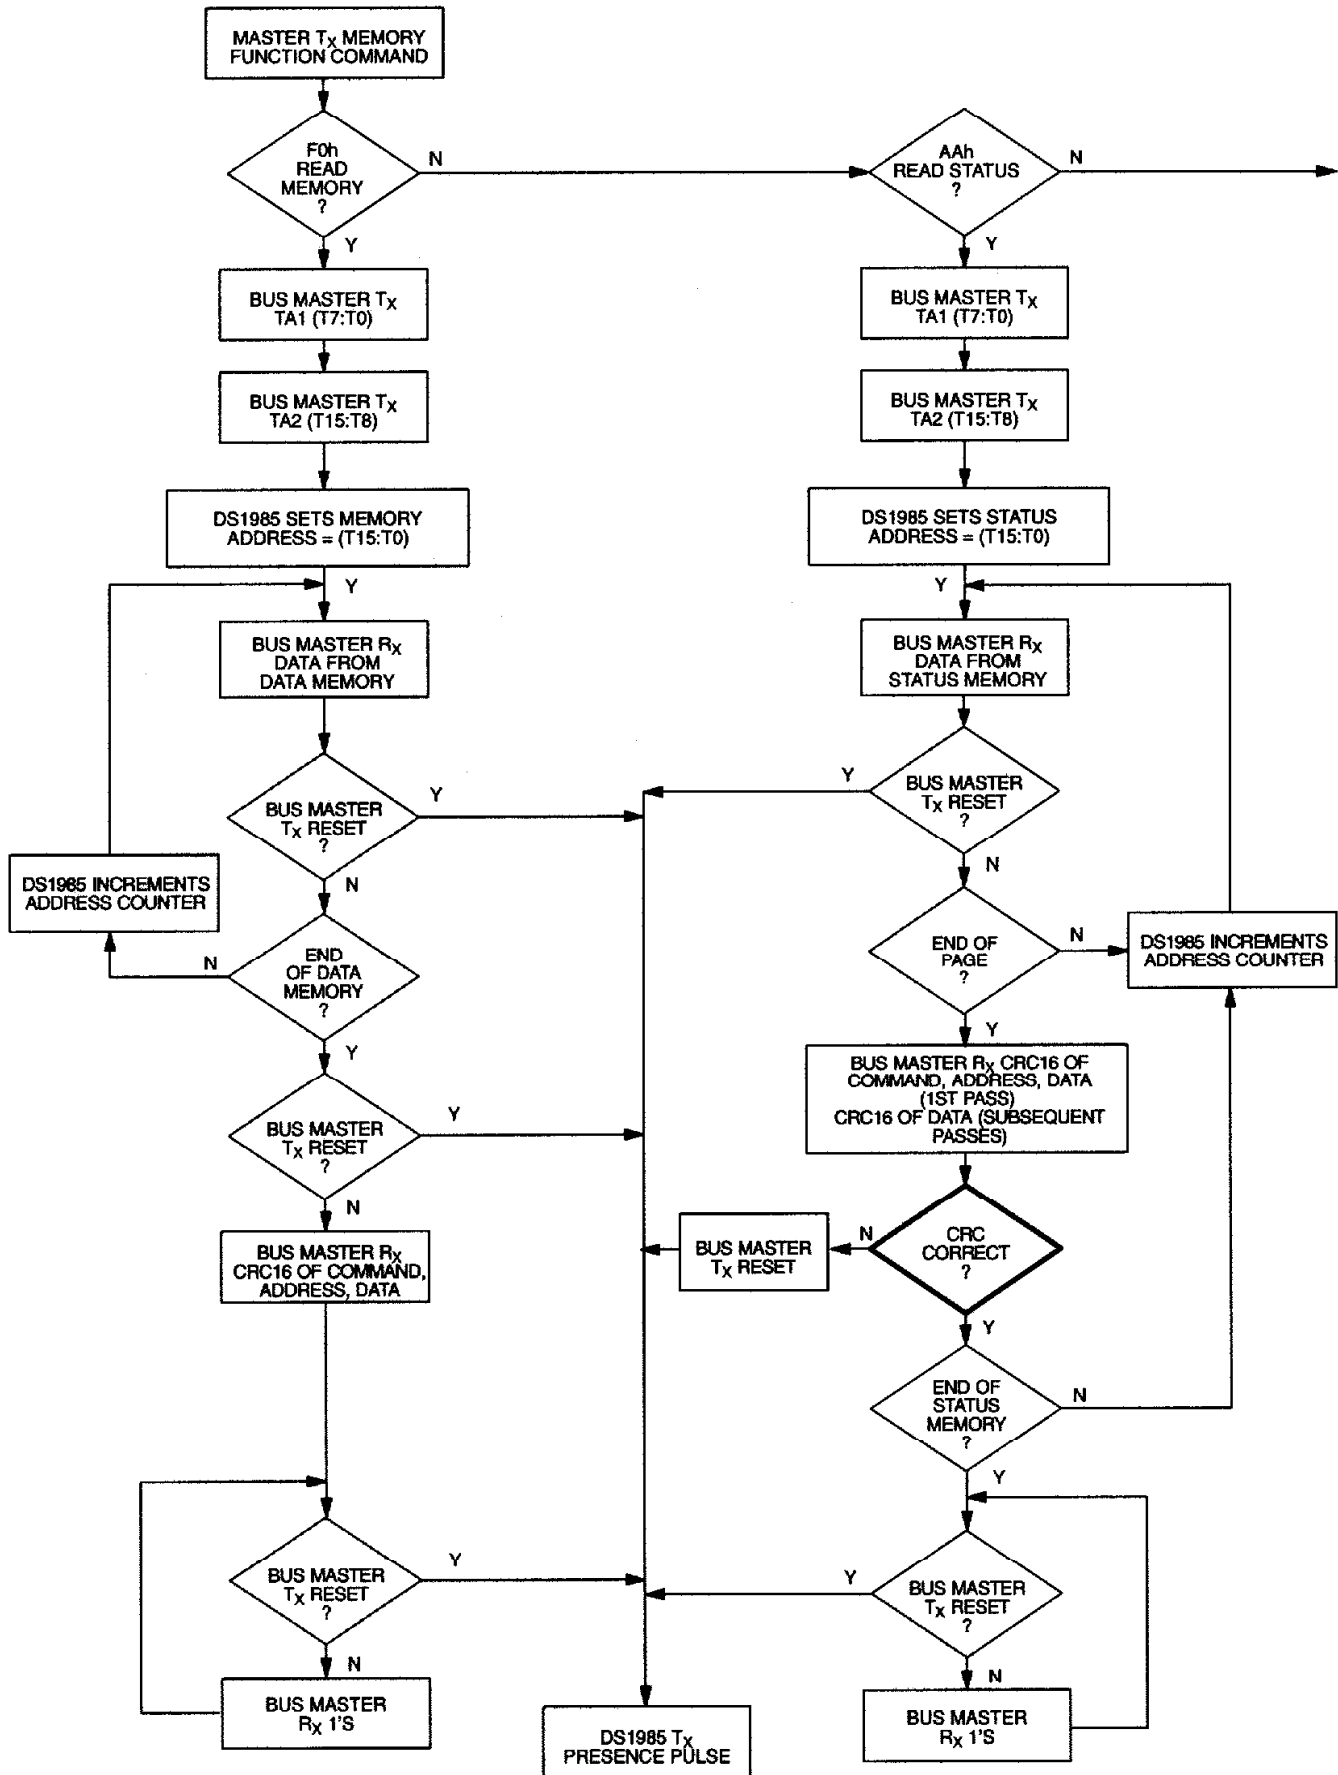 MASTER TX MEMORY
FUNCTION COMMAND
F0h
READ
MEMORY
?
N
Y
BUS MASTER TX
TA1 (T7:T0)
BUS MASTER TX
TA2 (T15:T8)
DS1985 SETS MEMORY
ADDRESS = (T15:T0)
Y
BUS MASTER RX
DATA FROM
DATA MEMORY
BUS MASTER
TX RESET
?
Y
N
DS1985 INCREMENTS
ADDRESS COUNTER
END
OF DATA
MEMORY
?
N
Y
BUS MASTER
TX RESET
?
Y
N
BUS MASTER RX
CRC16 OF COMMAND,
ADDRESS, DATA
BUS MASTER
TX RESET
?
Y
N
BUS MASTER
RX 1'S
DS1985 TX
PRESENCE PULSE
AAh
READ STATUS
?
N
Y
BUS MASTER TX
TA1 (T7:T0)
BUS MASTER TX
TA2 (T15:T8)
DS1985 SETS STATUS
ADDRESS = (T15:T0)
Y
BUS MASTER RX
DATA FROM
STATUS MEMORY
BUS MASTER
TX RESET
?
Y
N
END OF
PAGE
?
N
DS1985 INCREMENTS
ADDRESS COUNTER
Y
BUS MASTER RX CRC16 OF
COMMAND, ADDRESS, DATA
(1ST PASS)
CRC16 OF DATA (SUBSEQUENT
PASSES)
CRC
CORRECT
?
N
BUS MASTER
TX RESET
Y
END OF
STATUS
MEMORY
?
N
Y
BUS MASTER
TX RESET
?
Y
N
BUS MASTER
RX 1'S